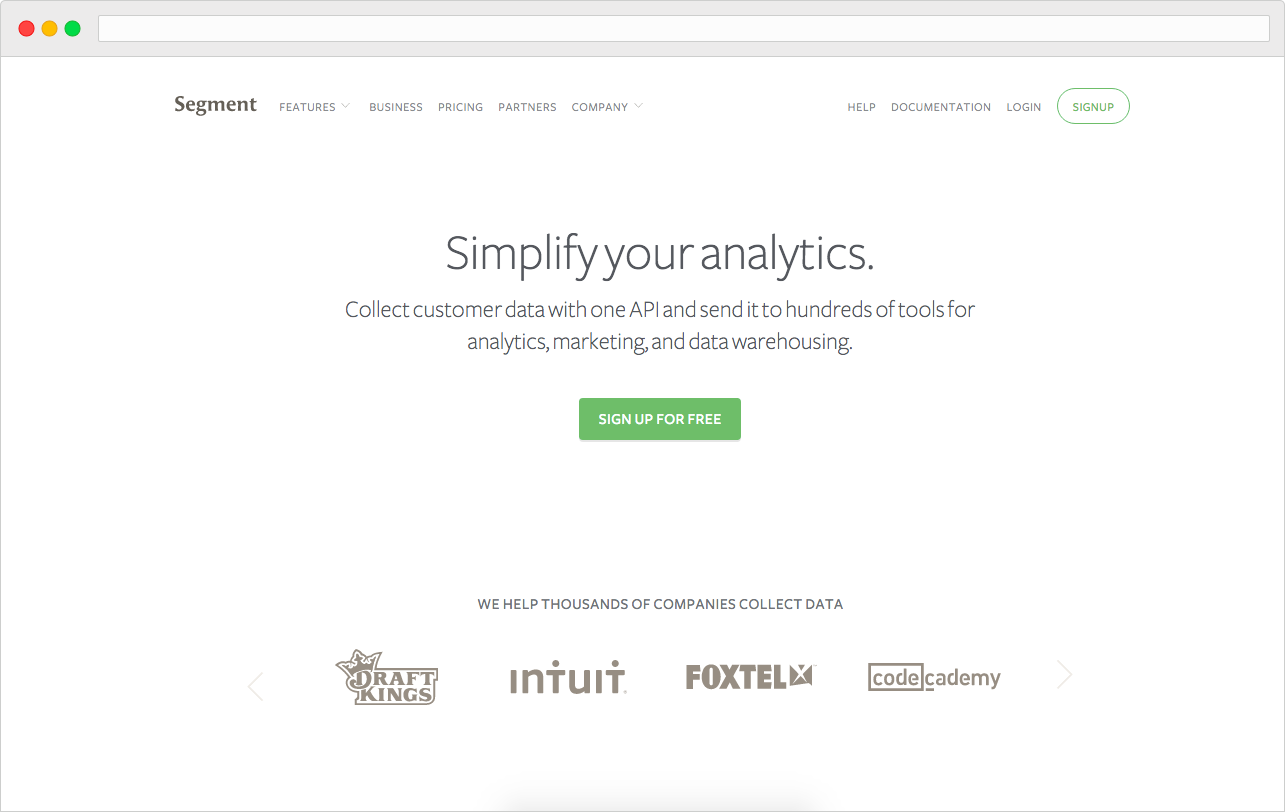 Segment FEATURES BUSINESS PRICING PARTNERS COMPANY HELP DOCUMENTATION LOGIN SIGNUP
Simplify your analytics.
Collect customer data with one API and send it to hundreds of tools for
analytics, marketing, and data warehousing.
SIGN UP FOR FREE
WE HELP THOUSANDS OF COMPANIES COLLECT DATA
DRAFT
KINGS
intuit.
FOXTEL
codecademy